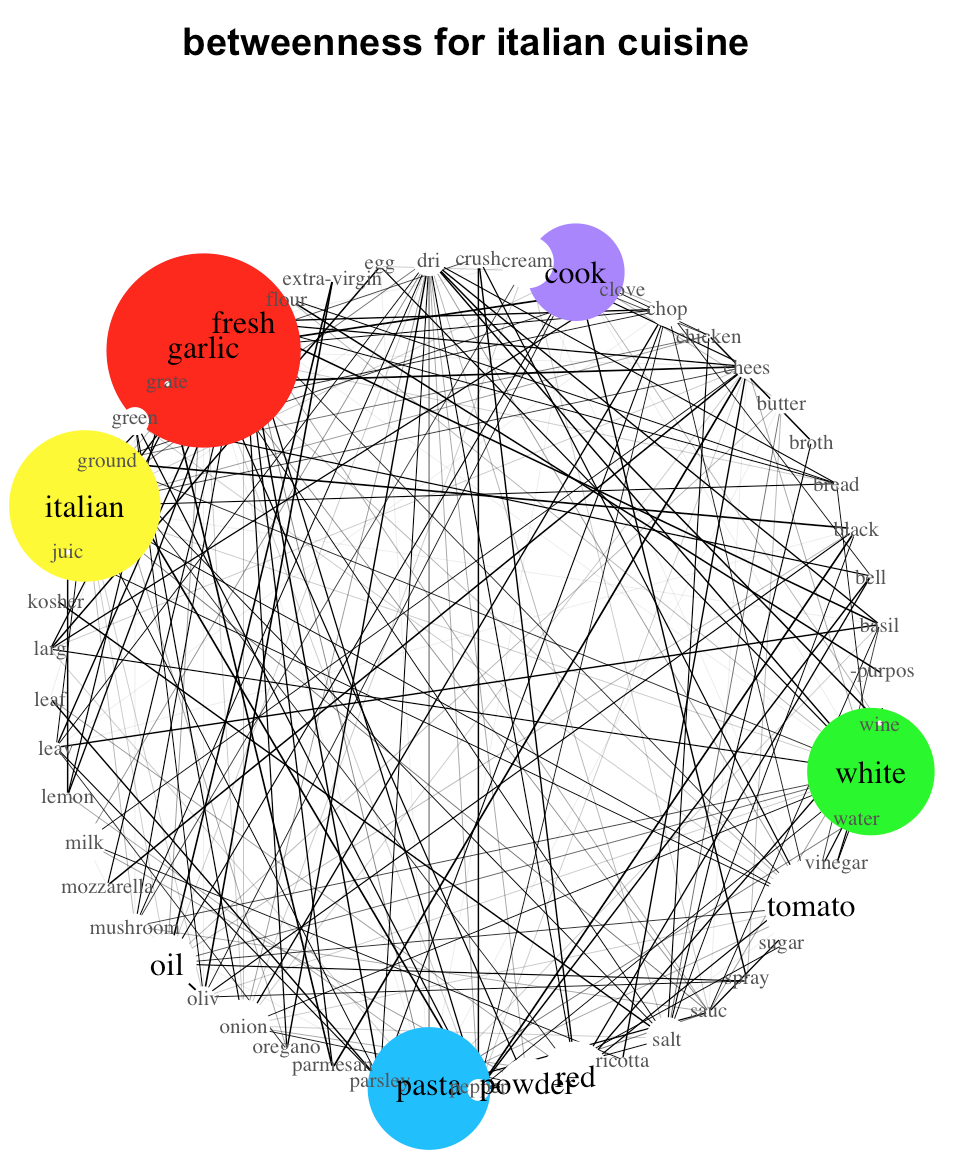 betweenness for italian cuisine
egg
dri
crush
cream
cook
extra-virgin
clove
flour
chop
fresh
chicken
garlic
chees
grate
butter
green
broth
ground
bread
italian
black
juic
bell
kosher
basil
larg
-purpos
leaf
wine
leav
white
lemon
water
milk
vinegar
mozzarella
tomato
mushroom
sugar
oil
spray
oliv
sauc
onion
salt
oregano
ricotta
parmesan
red
parsley
pasta
pepper
powder